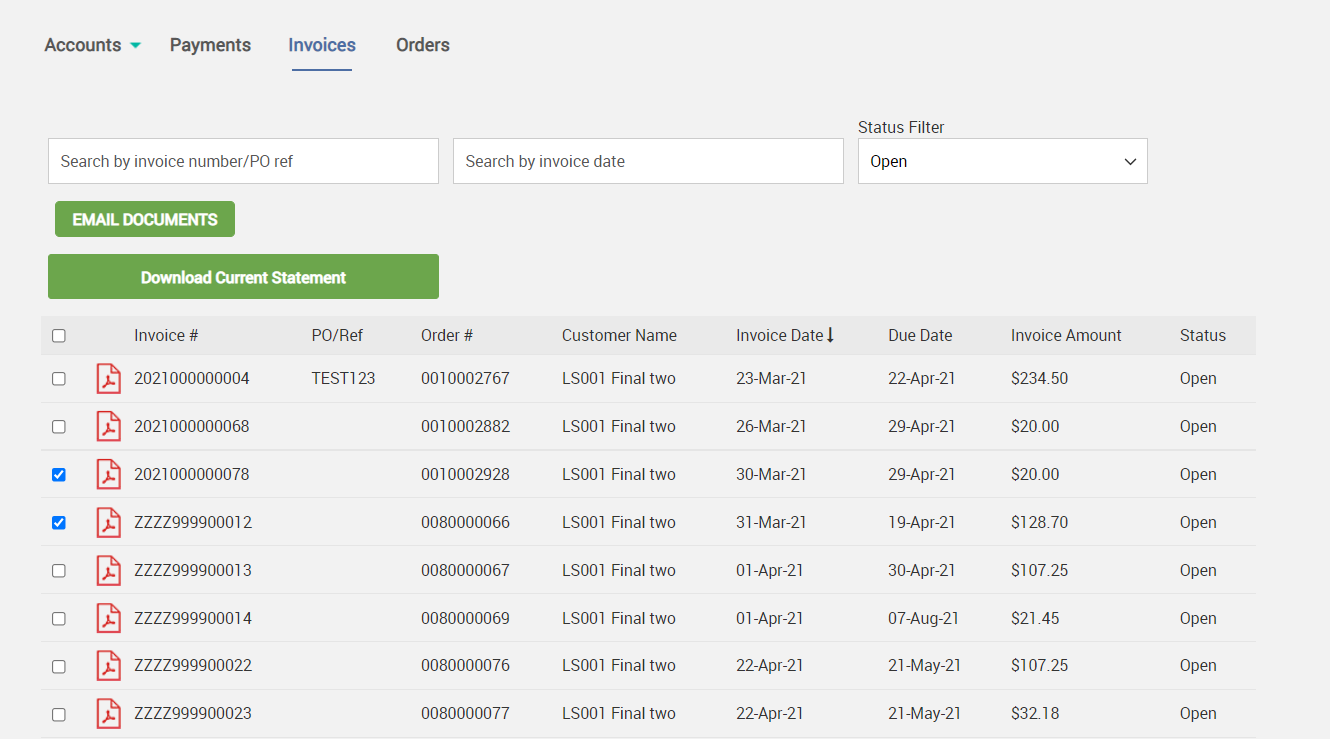 Accounts Payments Invoices Orders
Status Filter
Search by invoice number/PO ref Search by invoice date Open
EMAIL DOCUMENTS
Download Current Statement
Invoice # PO/Ref Order # Customer Name Invoice Date Due Date Invoice Amount Status
2021000000004 TEST123 0010002767 LS001 Final two 23-Mar-21 22-Apr-21 $234.50 Open
2021000000068 0010002882 LS001 Final two 26-Mar-21 29-Apr-21 $20.00 Open
2021000000078 0010002928 LS001 Final two 30-Mar-21 29-Apr-21 $20.00 Open
ZZZZ999900012 0080000066 LS001 Final two 31-Mar-21 19-Apr-21 $128.70 Open
ZZZZ999900013 0080000067 LS001 Final two 01-Apr-21 30-Apr-21 $107.25 Open
ZZZZ999900014 0080000069 LS001 Final two 01-Apr-21 07-Aug-21 $21.45 Open
ZZZZ999900022 0080000076 LS001 Final two 22-Apr-21 21-May-21 $107.25 Open
ZZZZ999900023 0080000077 LS001 Final two 22-Apr-21 21-May-21 $32.18 Open